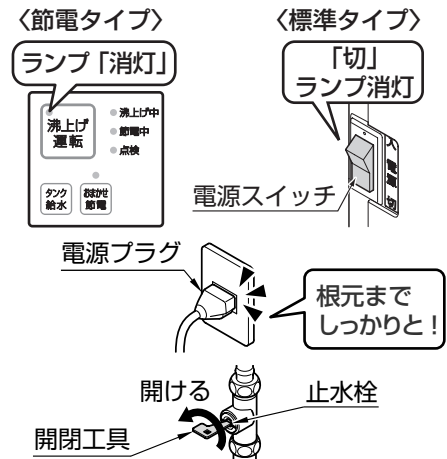 〈節電タイプ〉
〈標準タイプ〉
ランプ「消灯」
「切」
ランプ消灯
沸上げ
運転
沸上げ中
節電中
点検
タンク
給水
おまかせ
節電
入 電源 切
電源スイッチ
電源プラグ
根元まで
しっかりと！
開ける
止水栓
開閉工具